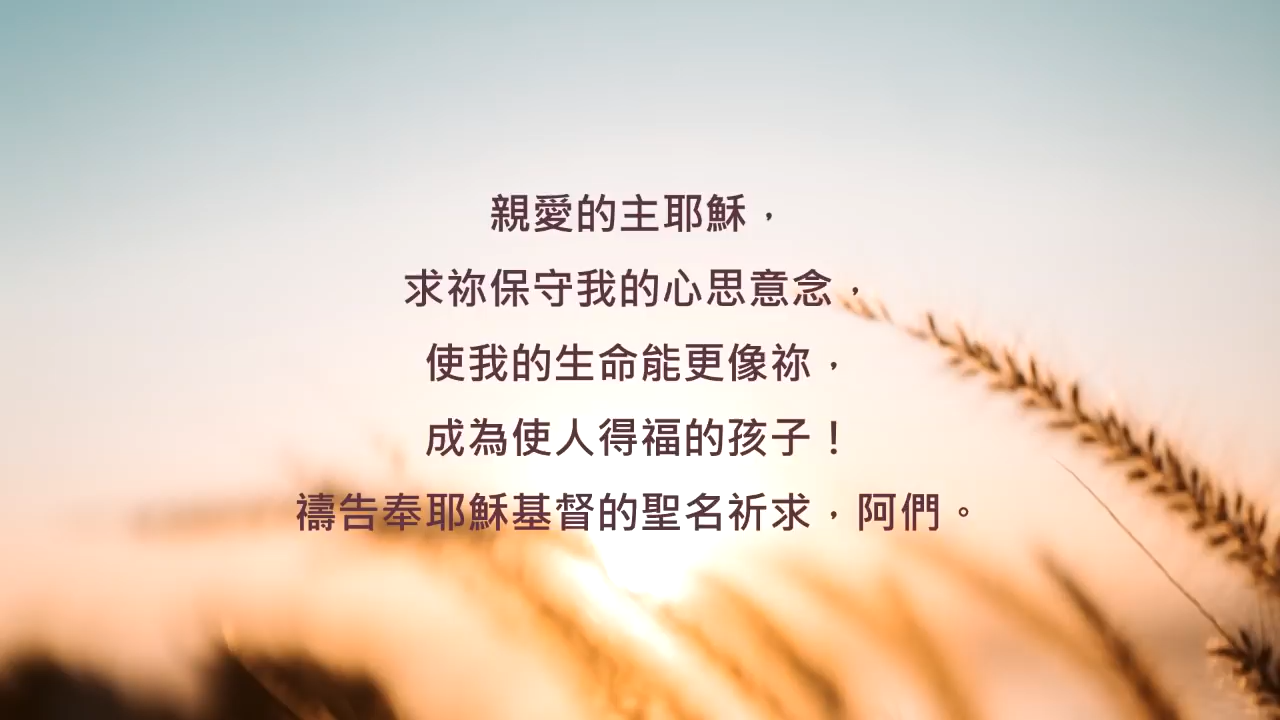 親愛的主耶穌，
求祢保守我的心思意念，
使我的生命能更像祢，
成為使人得福的孩子！
禱告奉耶穌基督的聖名祈求，阿們。